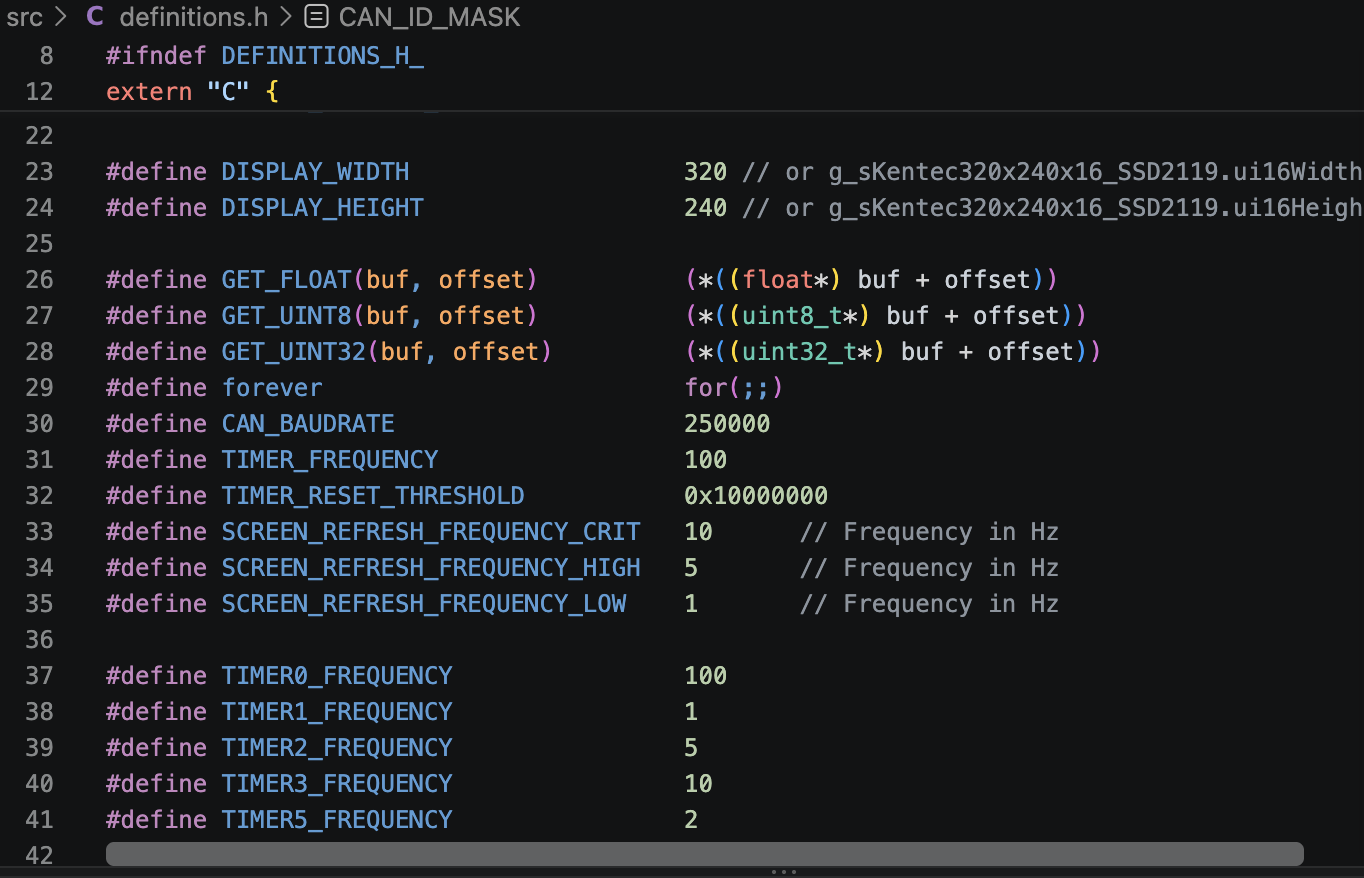 src > C definitions.h > CAN_ID_MASK
8 #ifndef DEFINITIONS_H_
12 extern "C" {
22
23 #define DISPLAY_WIDTH 320 // or g_sKentec320x240x16_SSD2119.ui16Width
24 #define DISPLAY_HEIGHT 240 // or g_sKentec320x240x16_SSD2119.ui16Heigh
25
26 #define GET_FLOAT(buf, offset) (*((float*) buf + offset))
27 #define GET_UINT8(buf, offset) (*((uint8_t*) buf + offset))
28 #define GET_UINT32(buf, offset) (*((uint32_t*) buf + offset))
29 #define forever for(;;)
30 #define CAN_BAUDRATE 250000
31 #define TIMER_FREQUENCY 100
32 #define TIMER_RESET_THRESHOLD 0x10000000
33 #define SCREEN_REFRESH_FREQUENCY_CRIT 10 // Frequency in Hz
34 #define SCREEN_REFRESH_FREQUENCY_HIGH 5 // Frequency in Hz
35 #define SCREEN_REFRESH_FREQUENCY_LOW 1 // Frequency in Hz
36
37 #define TIMER0_FREQUENCY 100
38 #define TIMER1_FREQUENCY 1
39 #define TIMER2_FREQUENCY 5
40 #define TIMER3_FREQUENCY 10
41 #define TIMER5_FREQUENCY 2
42